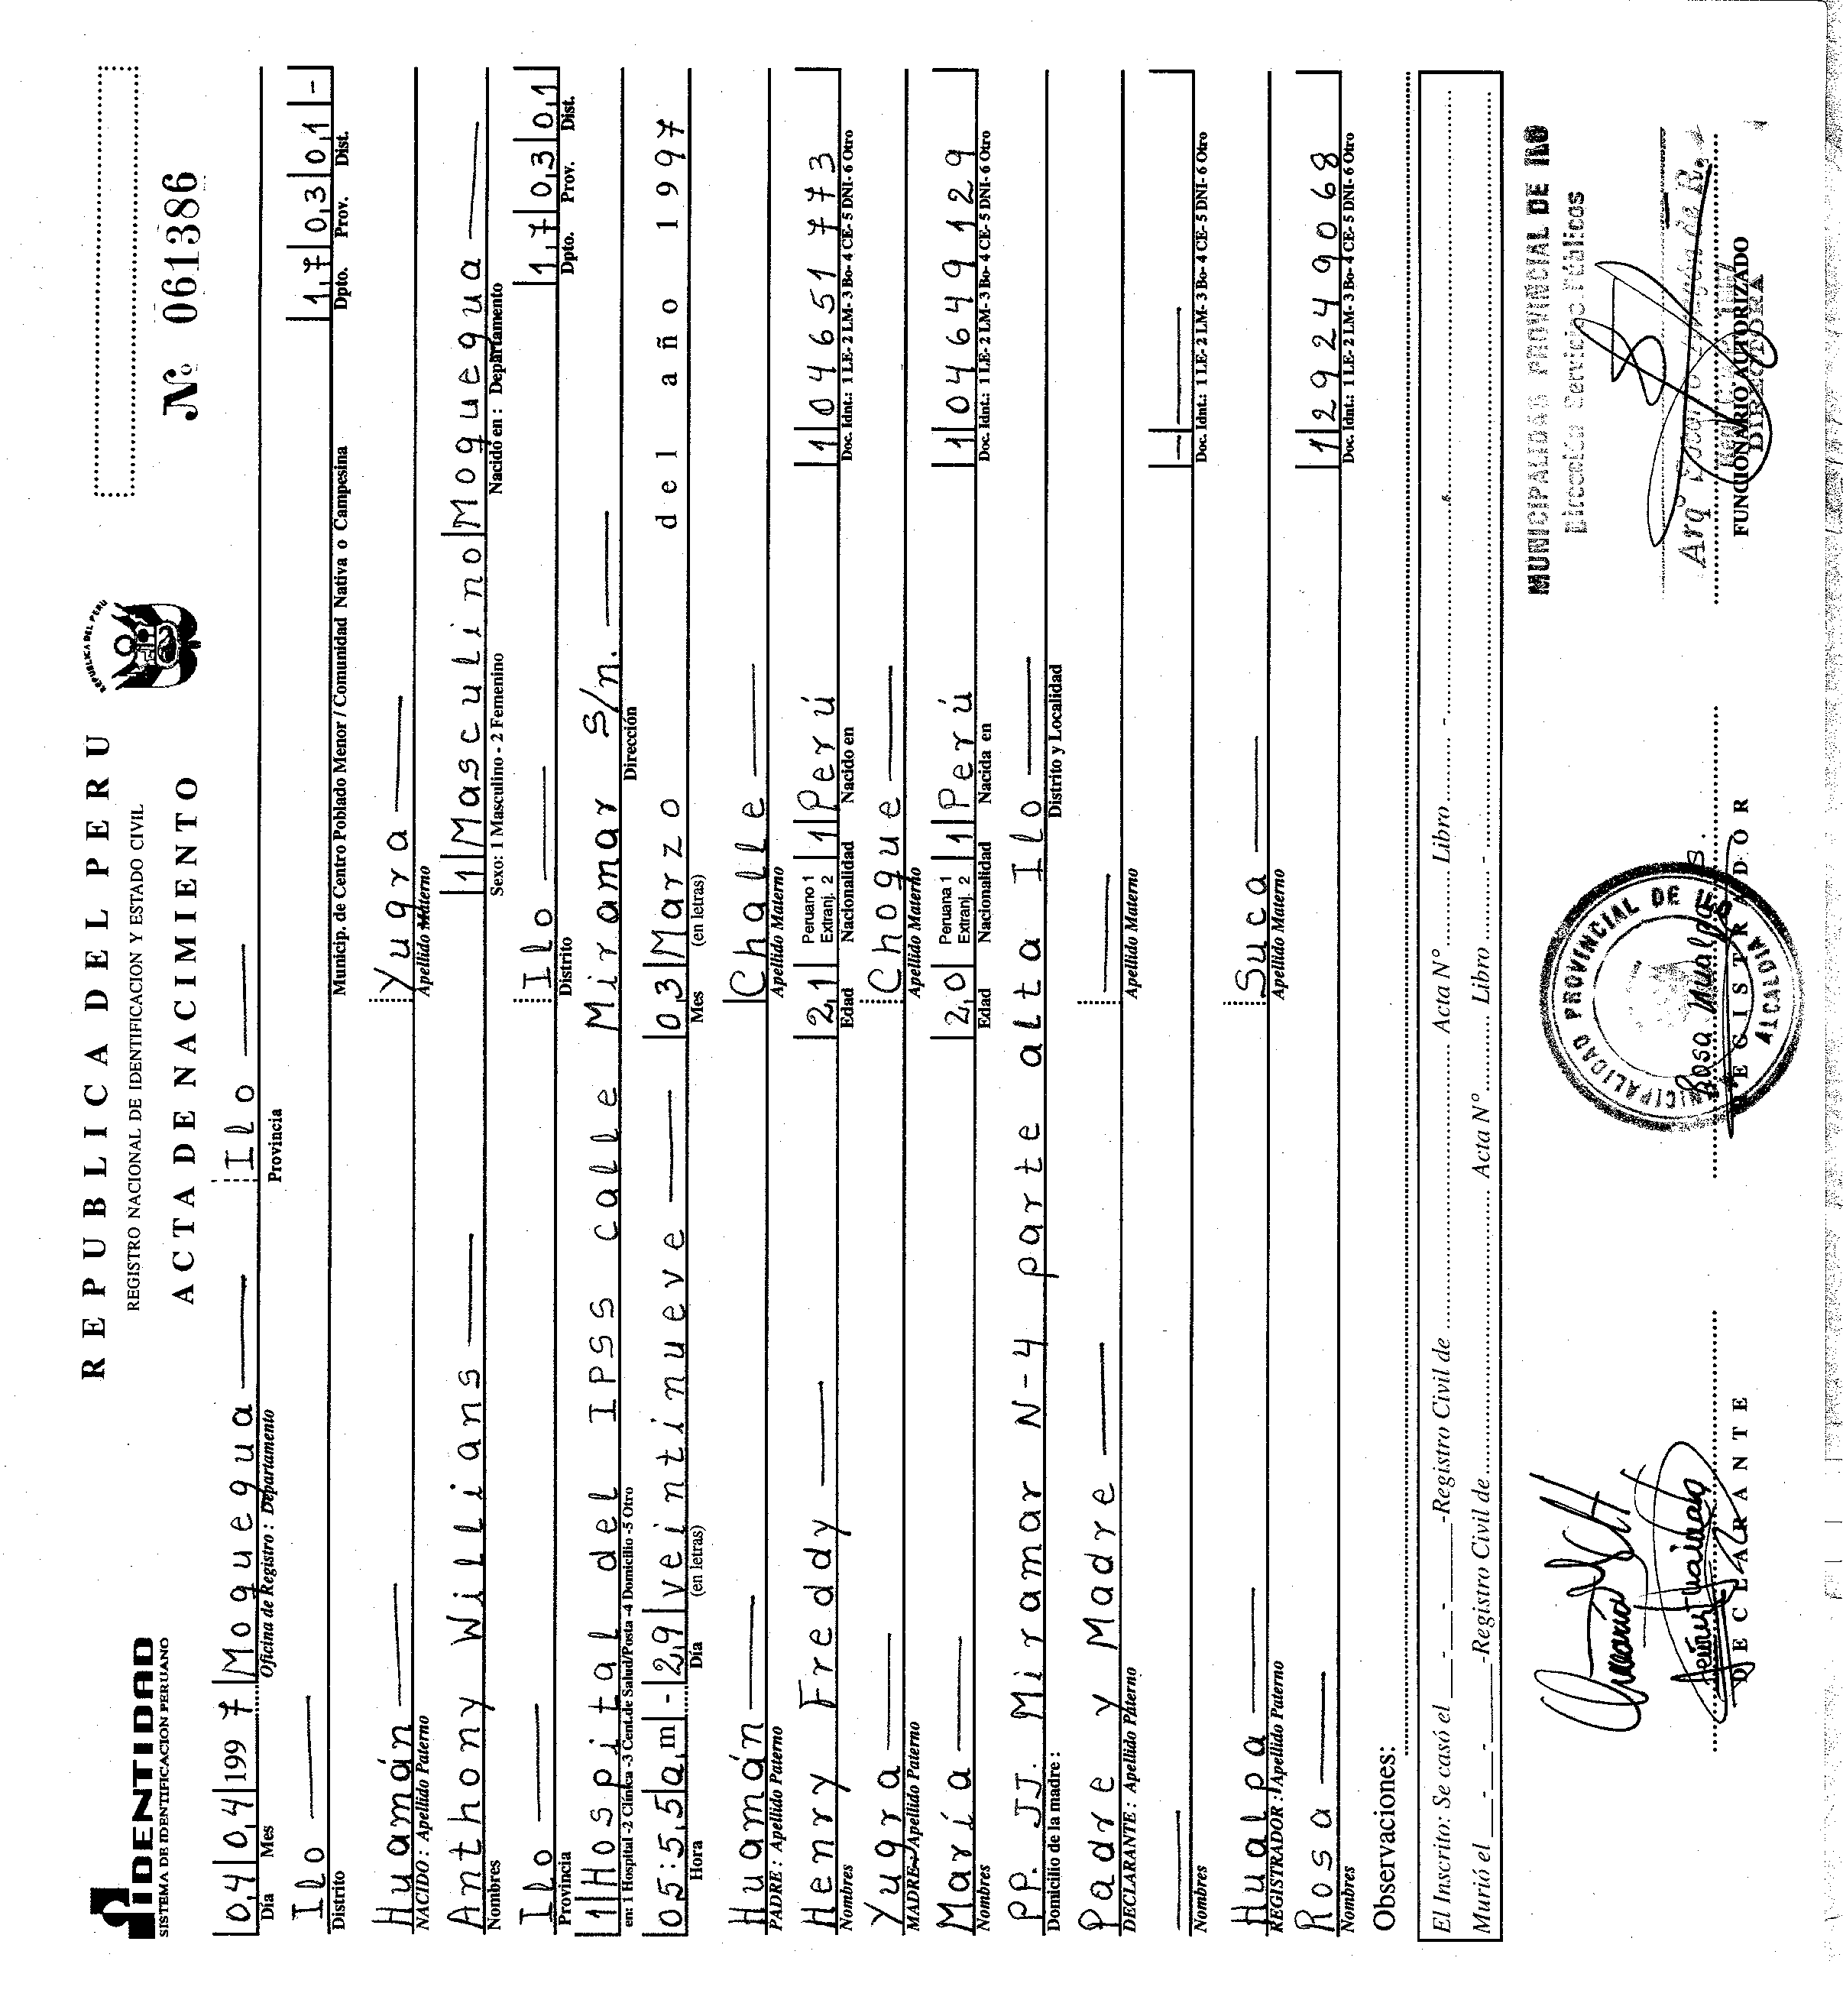 IDENTIDAD
SISTEMA DE IDENTIFICACION PERUANO
REPUBLICA DEL PERU
REGISTRO NACIONAL DE IDENTIFICACION Y ESTADO CIVIL
ACTA DE NACIMIENTO
REPUBLICA DEL PERU
Nº 061386
04 04 1997 Moquegua Ilo
Día Mes Oficina de Registro : Departamento Provincia
Ilo 17 03 01 -
Distrito Municip. de Centro Poblado Menor / Comunidad Nativa o Campesina Dpto. Prov. Dist.
Huamán Yugra
NACIDO : Apellido Paterno Apellido Materno
Anthony Willians 1 Masculino Moquegua
Nombres Sexo: 1 Masculino - 2 Femenino Nacido en : Departamento
Ilo Ilo 17 03 01
Provincia Distrito Dpto. Prov. Dist.
1 Hospital del IPSS calle Miramar S/n.
en: 1 Hospital -2 Clínica -3 Cent.de Salud/Posta -4 Domicilio -5 Otro Dirección
05:55 a.m - 29 veintinueve 03 Marzo del año 1997
Hora Día (en letras) Mes (en letras)
Huamán Challe
PADRE : Apellido Paterno Apellido Materno
Henry Freddy 21 Peruano 1 Extranj. 2 1 Perú 1 04651773
Nombres Edad Nacionalidad Nacido en Doc. Idnt.: 1 LE- 2 LM- 3 Bo- 4 CE- 5 DNI- 6 Otro
Yugra Choque
MADRE: Apellido Paterno Apellido Materno
María 20 Peruana 1 Extranj. 2 1 Perú 1 04649129
Nombres Edad Nacionalidad Nacida en Doc. Idnt.: 1 LE- 2 LM- 3 Bo- 4 CE- 5 DNI- 6 Otro
PP. JJ. Miramar N-4 parte alta Ilo
Domicilio de la madre : Distrito y Localidad
Padre y Madre
DECLARANTE : Apellido Paterno Apellido Materno
-
Nombres Doc. Idnt.: 1 LE- 2 LM- 3 Bo- 4 CE- 5 DNI- 6 Otro
Hualpa Suca
REGISTRADOR : Apellido Paterno Apellido Materno
Rosa 1 29249068
Nombres Doc. Idnt.: 1 LE- 2 LM- 3 Bo- 4 CE- 5 DNI- 6 Otro
Observaciones:
El Inscrito: Se casó el - - -Registro Civil de Acta Nº Libro -
Murió el - - -Registro Civil de Acta Nº Libro -
MUNICIPALIDAD PROVINCIAL DE ILO
Dirección Servicios Públicos
MUNICIPALIDAD PROVINCIAL DE ILO
ALCALDIA
Rosa Hualpa S.
DECLARANTE REGISTRADOR FUNCIONARIO AUTORIZADO
DIRECTORA